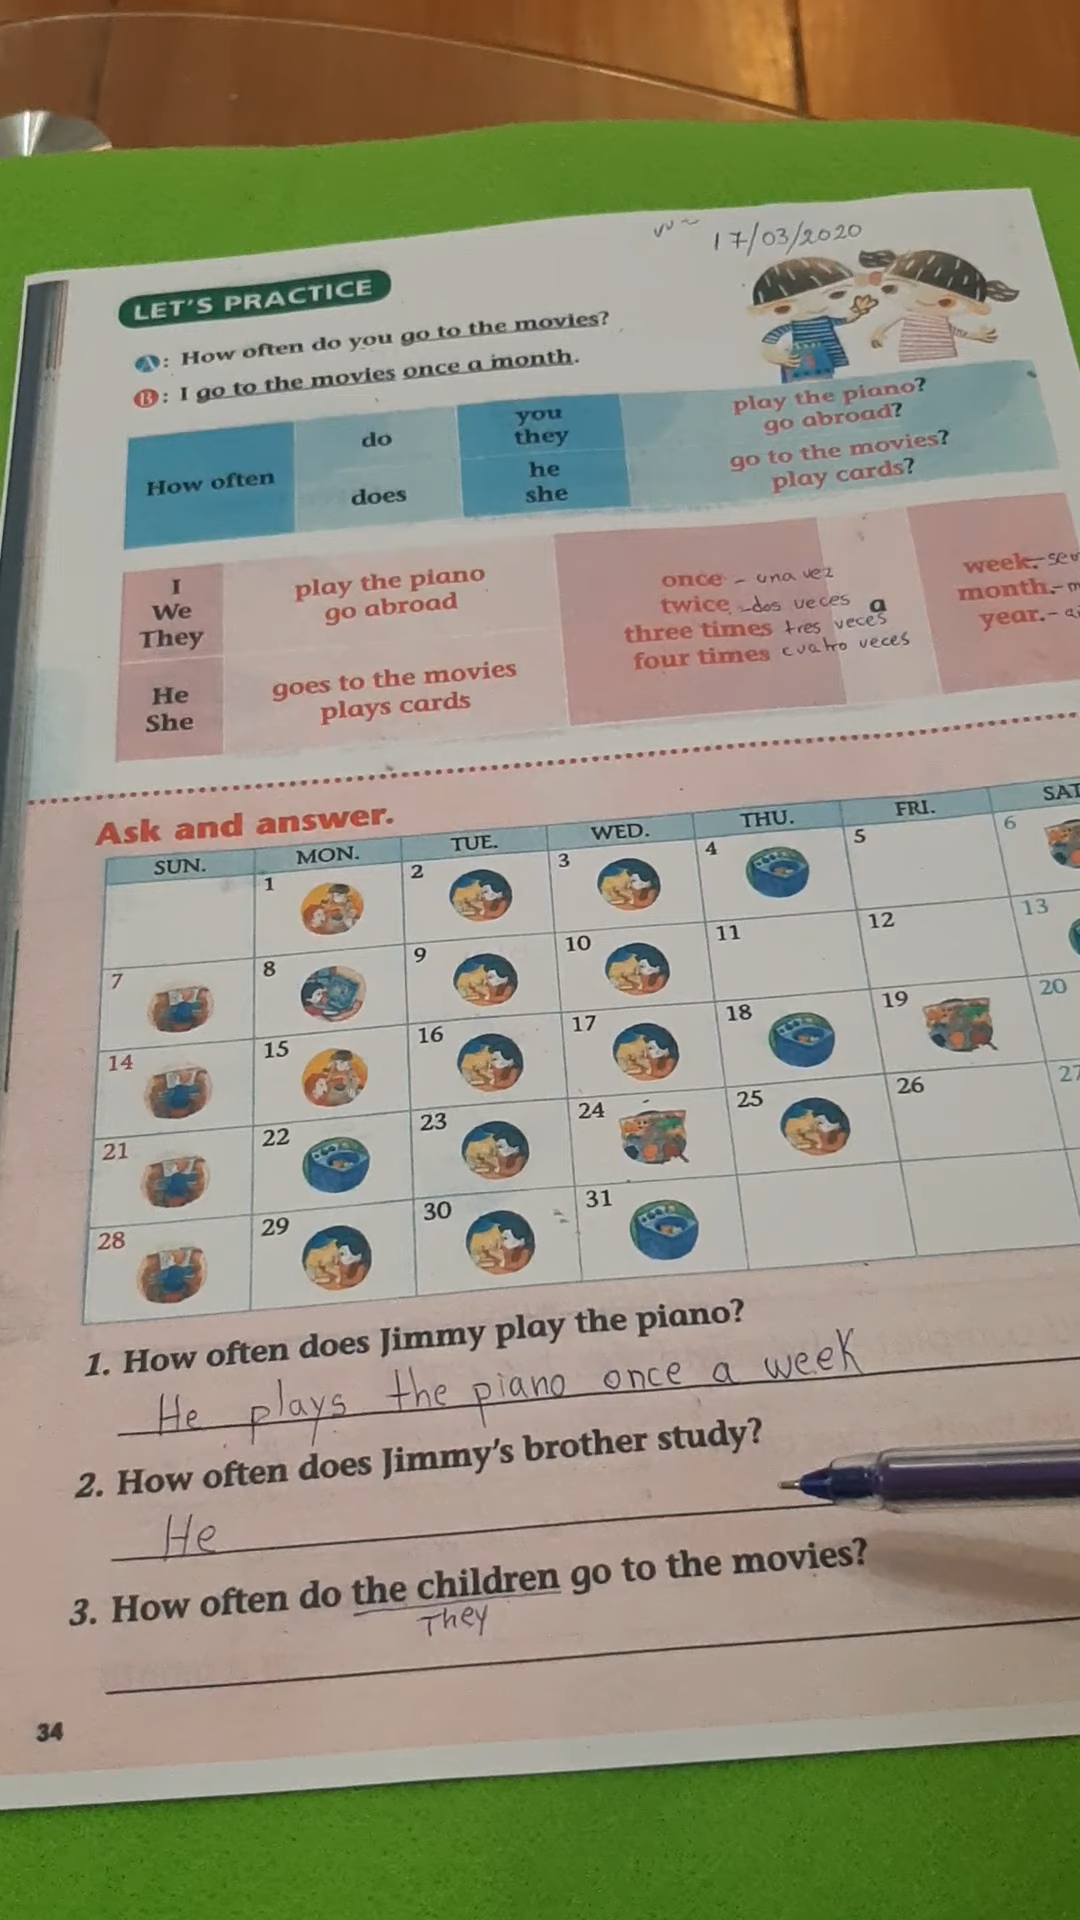 17/03/2020
LET'S PRACTICE
A: How often do you go to the movies?
B: I go to the movies once a month.
How often
do
does
you
they
he
she
play the piano?
go abroad?
go to the movies?
play cards?
I
We
They
He
She
play the piano
go abroad
goes to the movies
plays cards
once - una vez
twice -dos veces
three times tres veces
four times cuatro veces
a
week.
month.
year.
Ask and answer.
SUN. MON. TUE. WED. THU. FRI. SAT
1 2 3 4 5 6
7 8 9 10 11 12 13
14 15 16 17 18 19 20
21 22 23 24 25 26 27
28 29 30 31
1. How often does Jimmy play the piano?
He plays the piano once a week
2. How often does Jimmy's brother study?
He
3. How often do the children go to the movies?
They
34